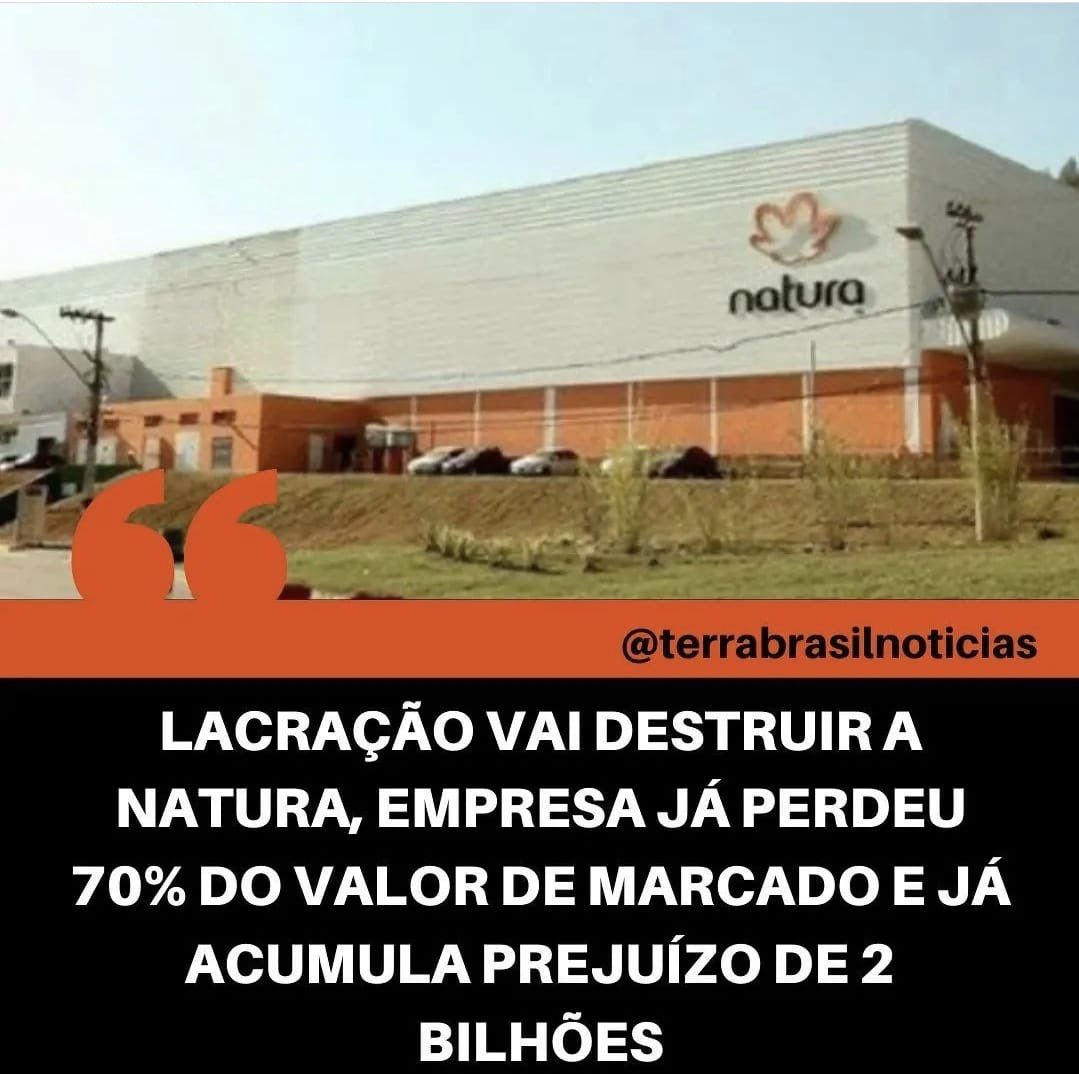 natura
@terrabrasilnoticias
LACRAÇÃO VAI DESTRUIR A
NATURA, EMPRESA JÁ PERDEU
70% DO VALOR DE MARCADO E JÁ
ACUMULA PREJUÍZO DE 2
BILHÕES